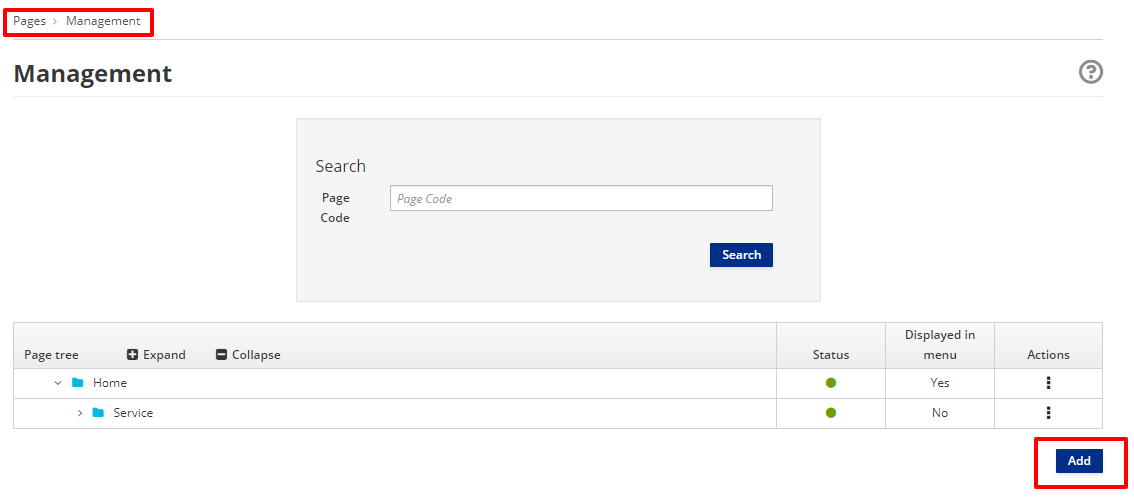 Pages > Management
Management
?
Search
Page
Code
Page Code
Search
Page tree
Expand
Collapse
Status
Displayed in
menu
Actions
Home
Yes
Service
No
Add